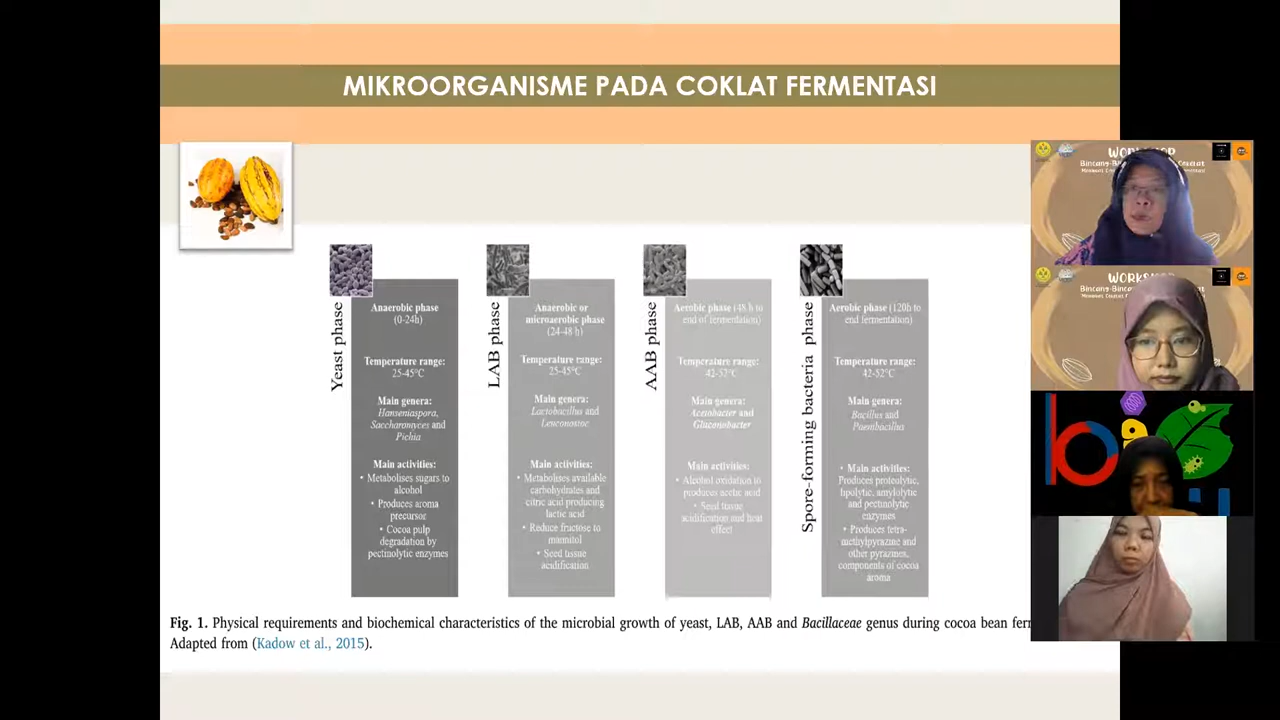 MIKROORGANISME PADA COKLAT FERMENTASI
Yeast phase
Anaerobic phase
(0-24h)
Temperature range:
25-45°C
Main genera:
Hanseniaspora,
Saccharomyces and
Pichia
Main activities:
• Metabolises sugars to
alcohol
• Produces aroma
precursor
• Cocoa pulp
degradation by
pectinolytic enzymes
LAB phase
Anaerobic or
microaerobic phase
(24-48 h)
Temperature range:
25-45°C
Main genera:
Lactobacillus and
Leuconostoc
Main activities:
• Metabolises available
carbohydrates and
citric acid producing
lactic acid
• Reduce fructose to
mannitol
• Seed tissue
acidification
AAB phase
Aerobic phase (48 h to
end of fermentation)
Temperature range:
42-52°C
Main genera:
Acetobacter and
Gluconobacter
Main activities:
• Alcohol oxidation to
produces acetic acid
• Seed tissue
acidification and heat
effect
Spore-forming bacteria phase
Aerobic phase (120h to
end fermentation)
Temperature range:
42-52°C
Main genera:
Bacillus and
Paenibacillus
• Main activities:
Produces proteolytic,
lipolytic, amylolytic
and pectinolytic
enzymes
• Produces tetra-
methylpyrazine and
other pyrazines,
components of cocoa
aroma
Fig. 1. Physical requirements and biochemical characteristics of the microbial growth of yeast, LAB, AAB and Bacillaceae genus during cocoa bean
Adapted from (Kadow et al., 2015).
WORKSHOP
WORKSHOP